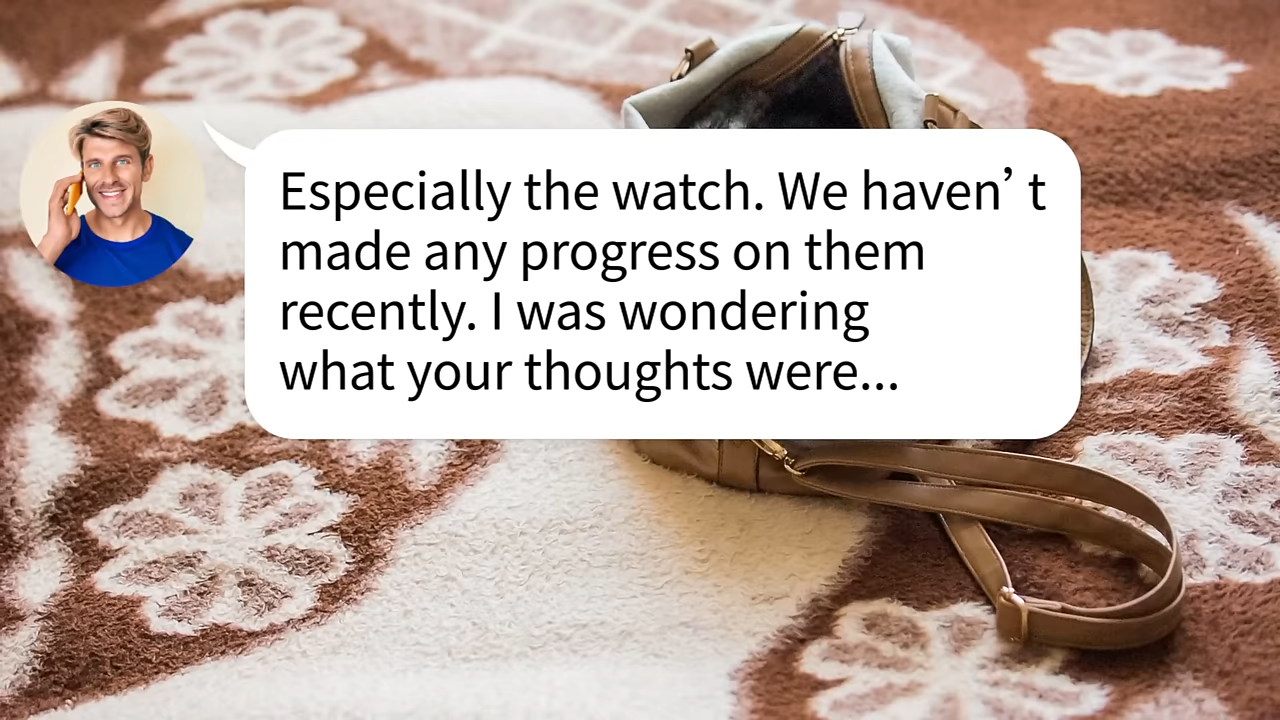 Especially the watch. We haven’t
made any progress on them
recently. I was wondering
what your thoughts were...